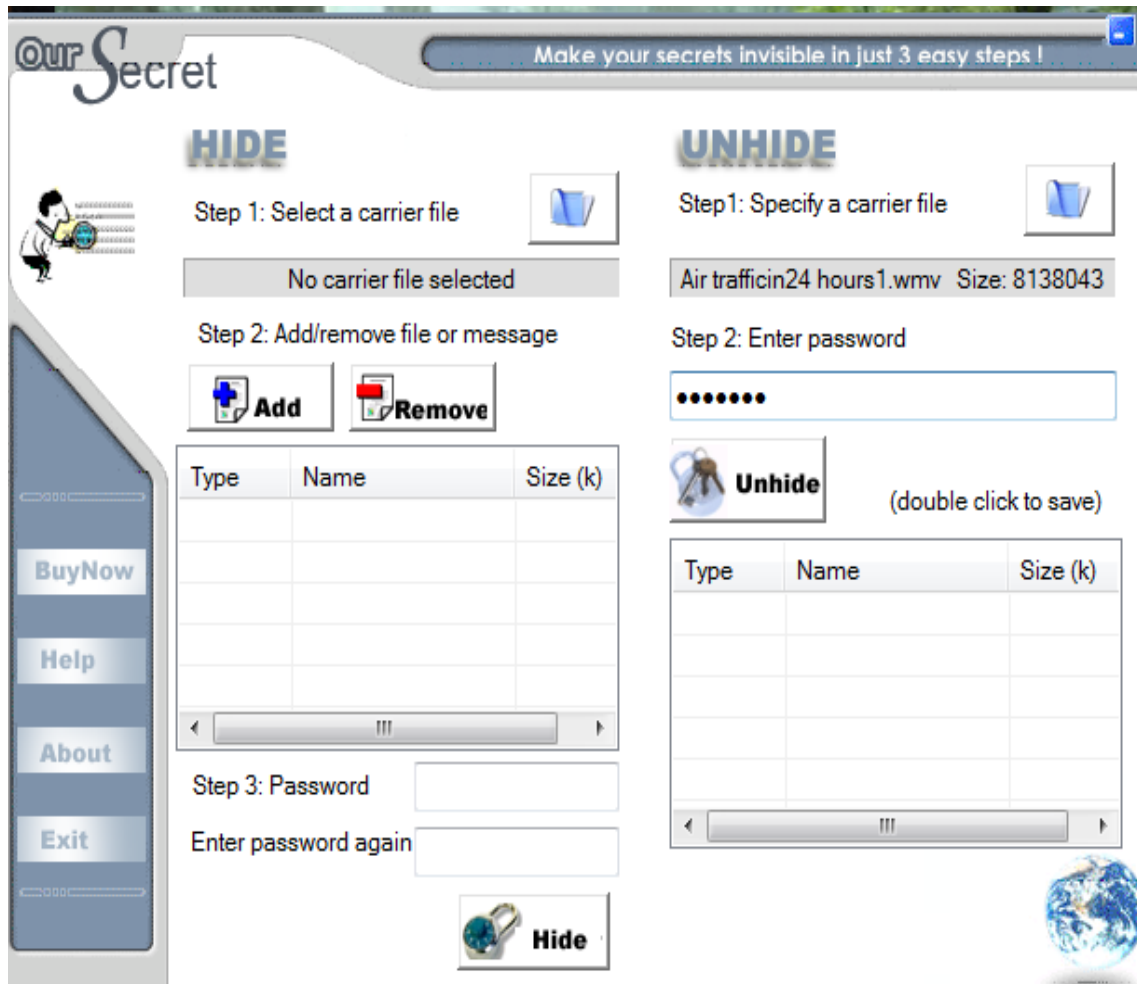 Our Secret
Make your secrets invisible in just 3 easy steps !
HIDE
Step 1: Select a carrier file
No carrier file selected
Step 2: Add/remove file or message
Add
Remove
Type Name Size (k)
Step 3: Password
Enter password again
Hide
UNHIDE
Step1: Specify a carrier file
Air trafficin24 hours1.wmv Size: 8138043
Step 2: Enter password
•••••••
Unhide
(double click to save)
Type Name Size (k)
BuyNow
Help
About
Exit